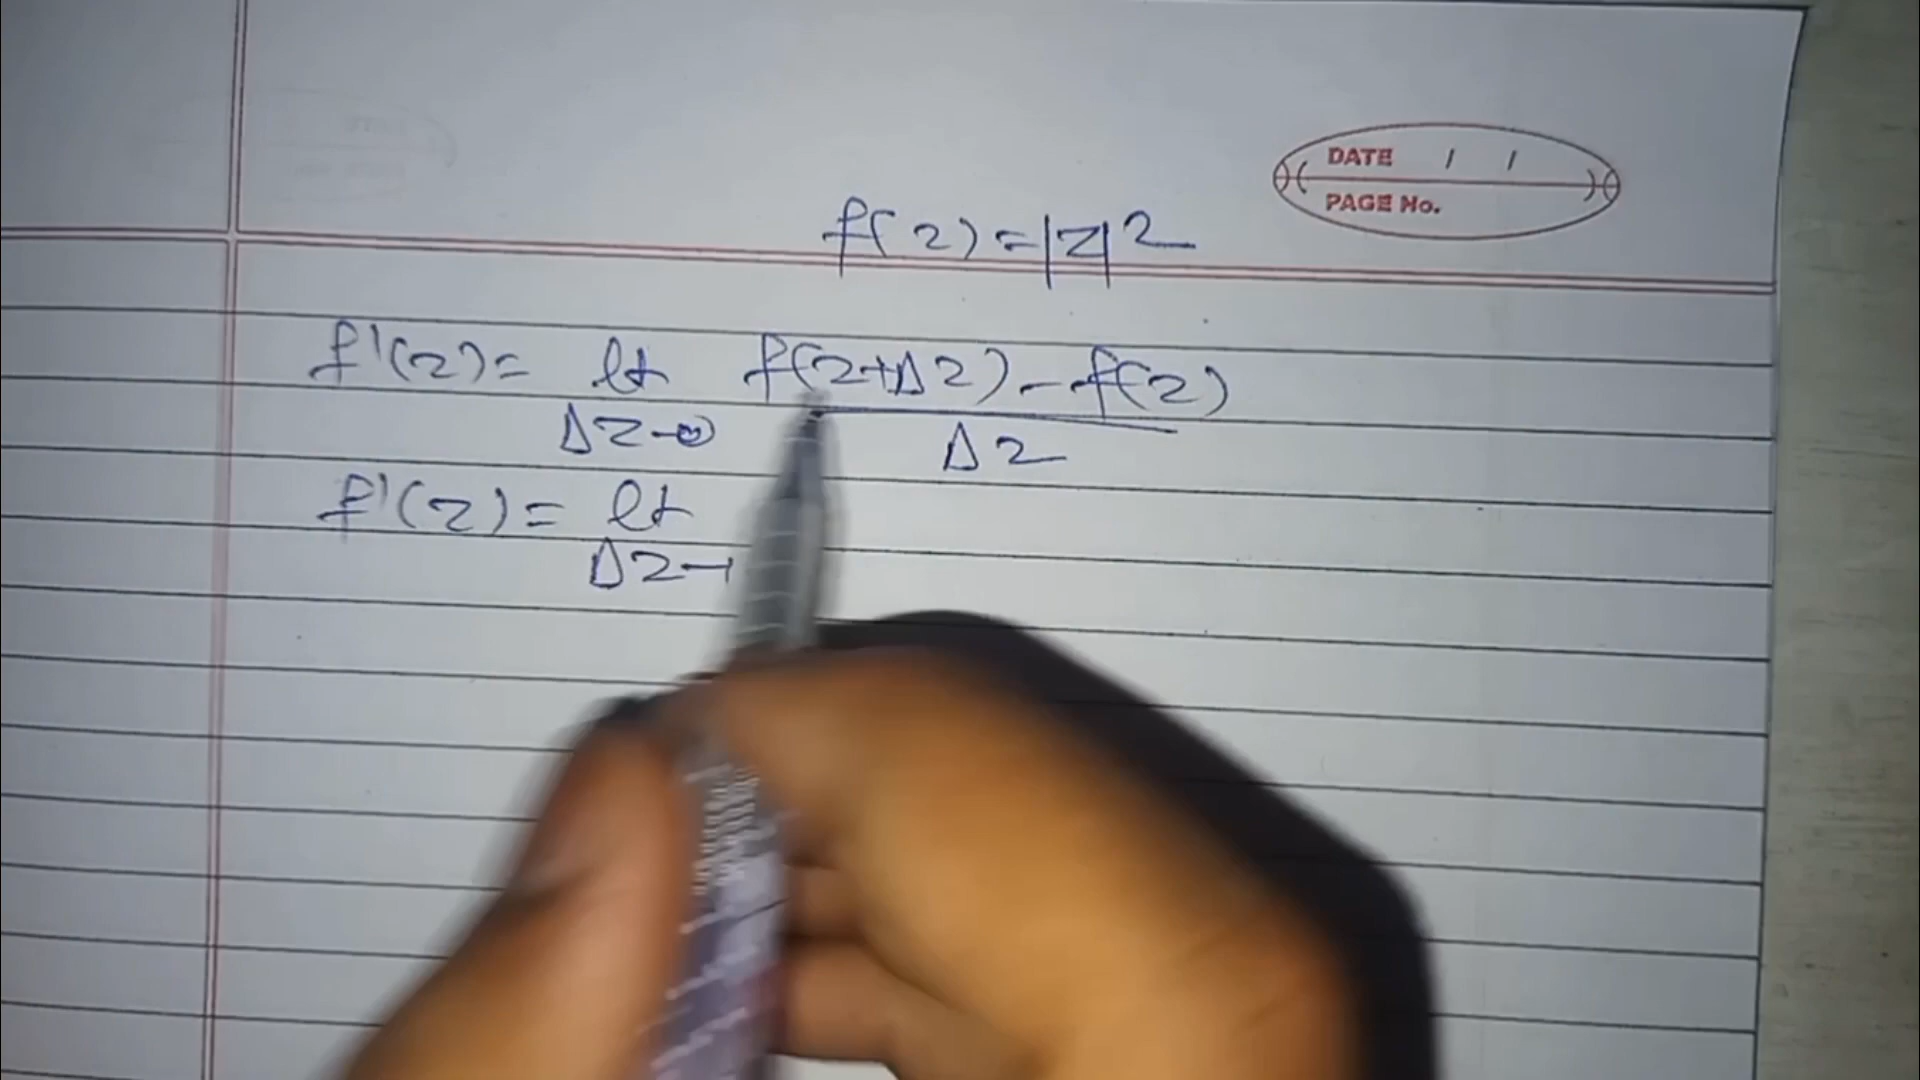 DATE / /
PAGE No.
f(z)=|z|²
f'(z)= lt f(z+Δz)-f(z)
Δz→0 Δz
f'(z)= lt
Δz→